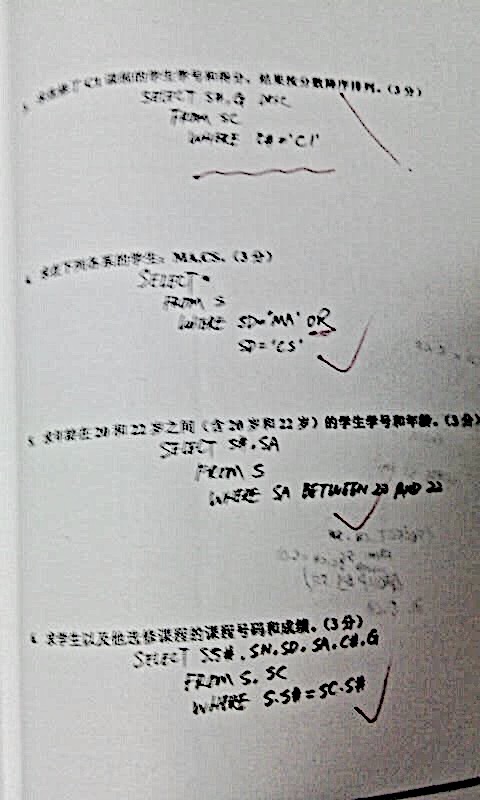 求选修了C1课程的学生学号和得分，结果按分数降序排列。(3分)
SELECT S#, G DESC
FROM SC
WHERE C#='C1'
4. 求下列各系的学生：MA,CS。(3分)
SELECT *
FROM S
WHERE SD='MA' OR
SD='CS'
5. 求年龄在20和22岁之间（含20岁和22岁）的学生学号和年龄。(3分)
SELECT S#, SA
FROM S
WHERE SA BETWEEN 20 AND 22
6. 求学生以及他选修课程的课程号码和成绩。(3分)
SELECT S.S#, SN, SD, SA, C#, G
FROM S, SC
WHERE S.S#=SC.S#